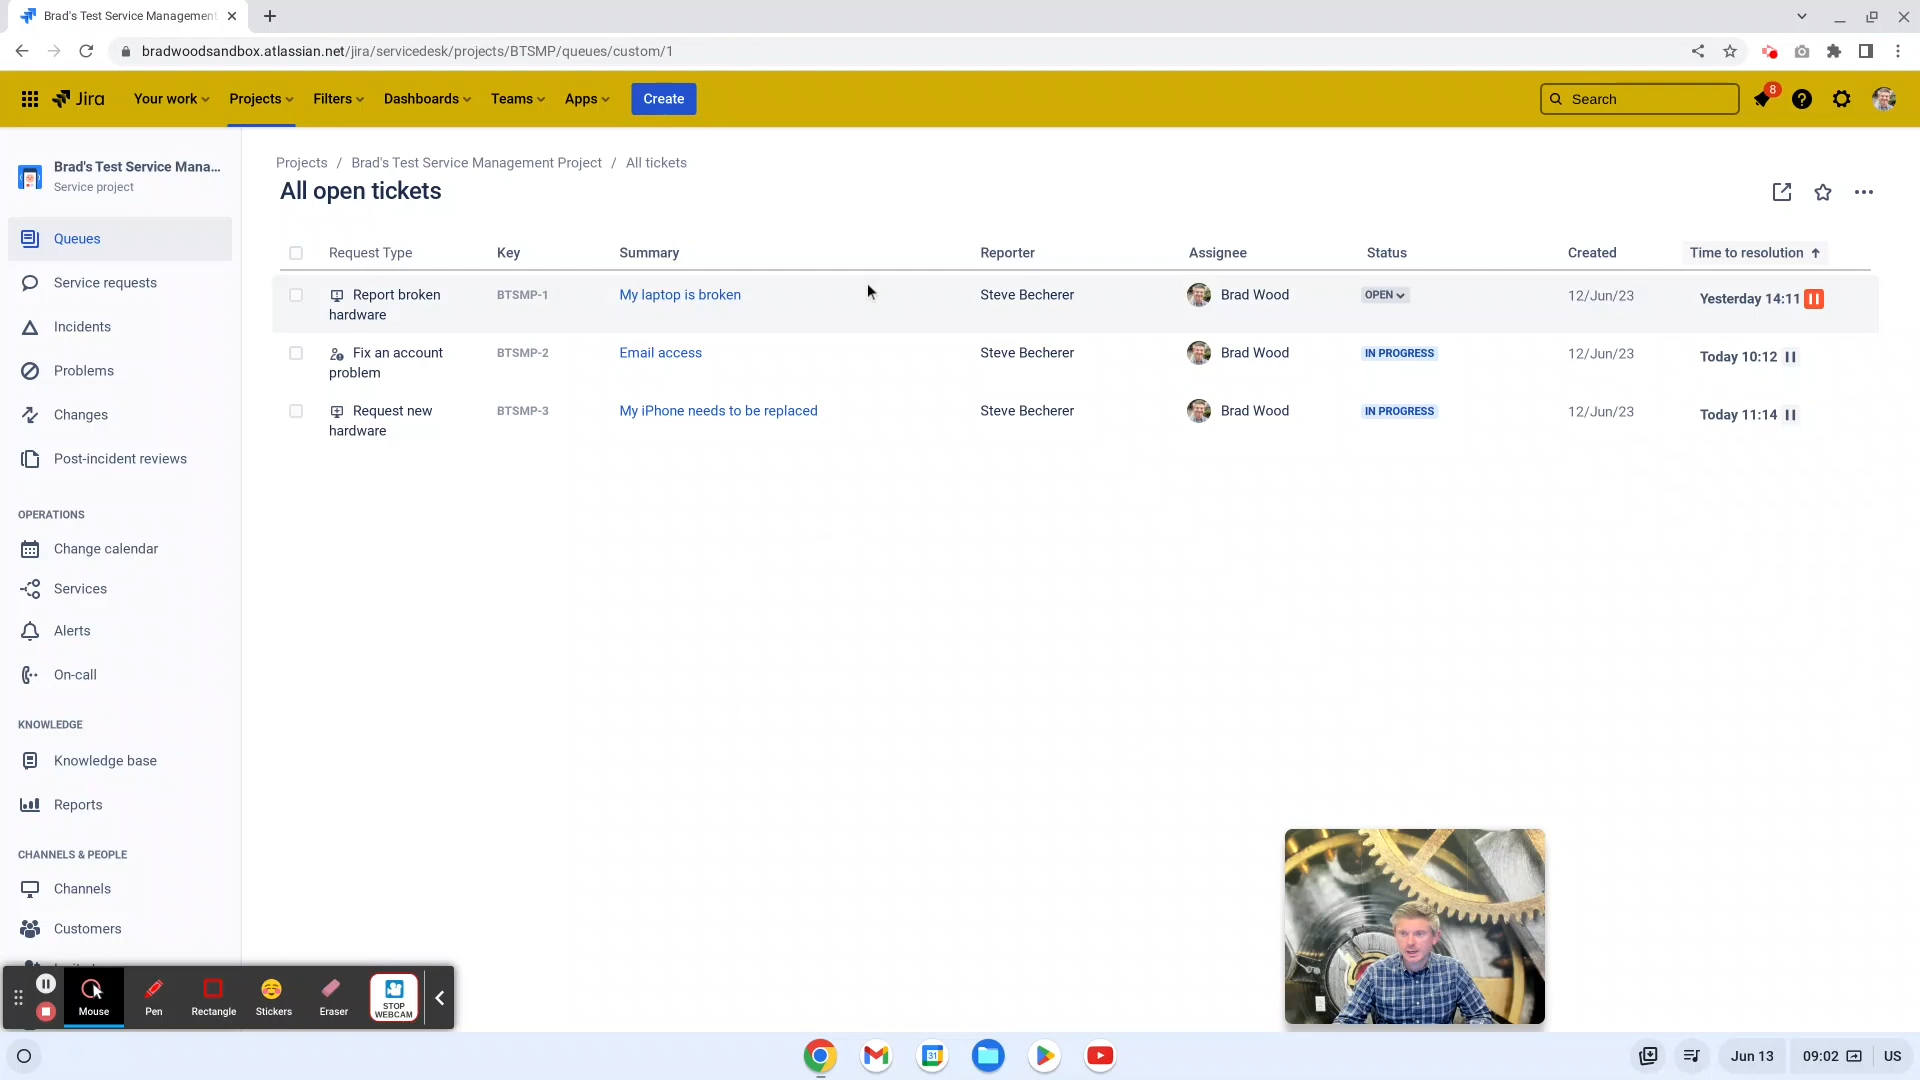 Brad's Test Service Management
bradwoodsandbox.atlassian.net/jira/servicedesk/projects/BTSMP/queues/custom/1
Jira
Your work
Projects
Filters
Dashboards
Teams
Apps
Create
Search
8
Brad's Test Service Mana...
Service project
Queues
Service requests
Incidents
Problems
Changes
Post-incident reviews
OPERATIONS
Change calendar
Services
Alerts
On-call
KNOWLEDGE
Knowledge base
Reports
CHANNELS & PEOPLE
Channels
Customers
Projects / Brad's Test Service Management Project / All tickets
All open tickets
Request Type Key Summary Reporter Assignee Status Created Time to resolution
Report broken BTSMP-1 My laptop is broken Steve Becherer Brad Wood OPEN 12/Jun/23 Yesterday 14:11
hardware
Fix an account BTSMP-2 Email access Steve Becherer Brad Wood IN PROGRESS 12/Jun/23 Today 10:12
problem
Request new BTSMP-3 My iPhone needs to be replaced Steve Becherer Brad Wood IN PROGRESS 12/Jun/23 Today 11:14
hardware
Mouse
Pen
Rectangle
Stickers
Eraser
STOP
WEBCAM
31
Jun 13
09:02
US